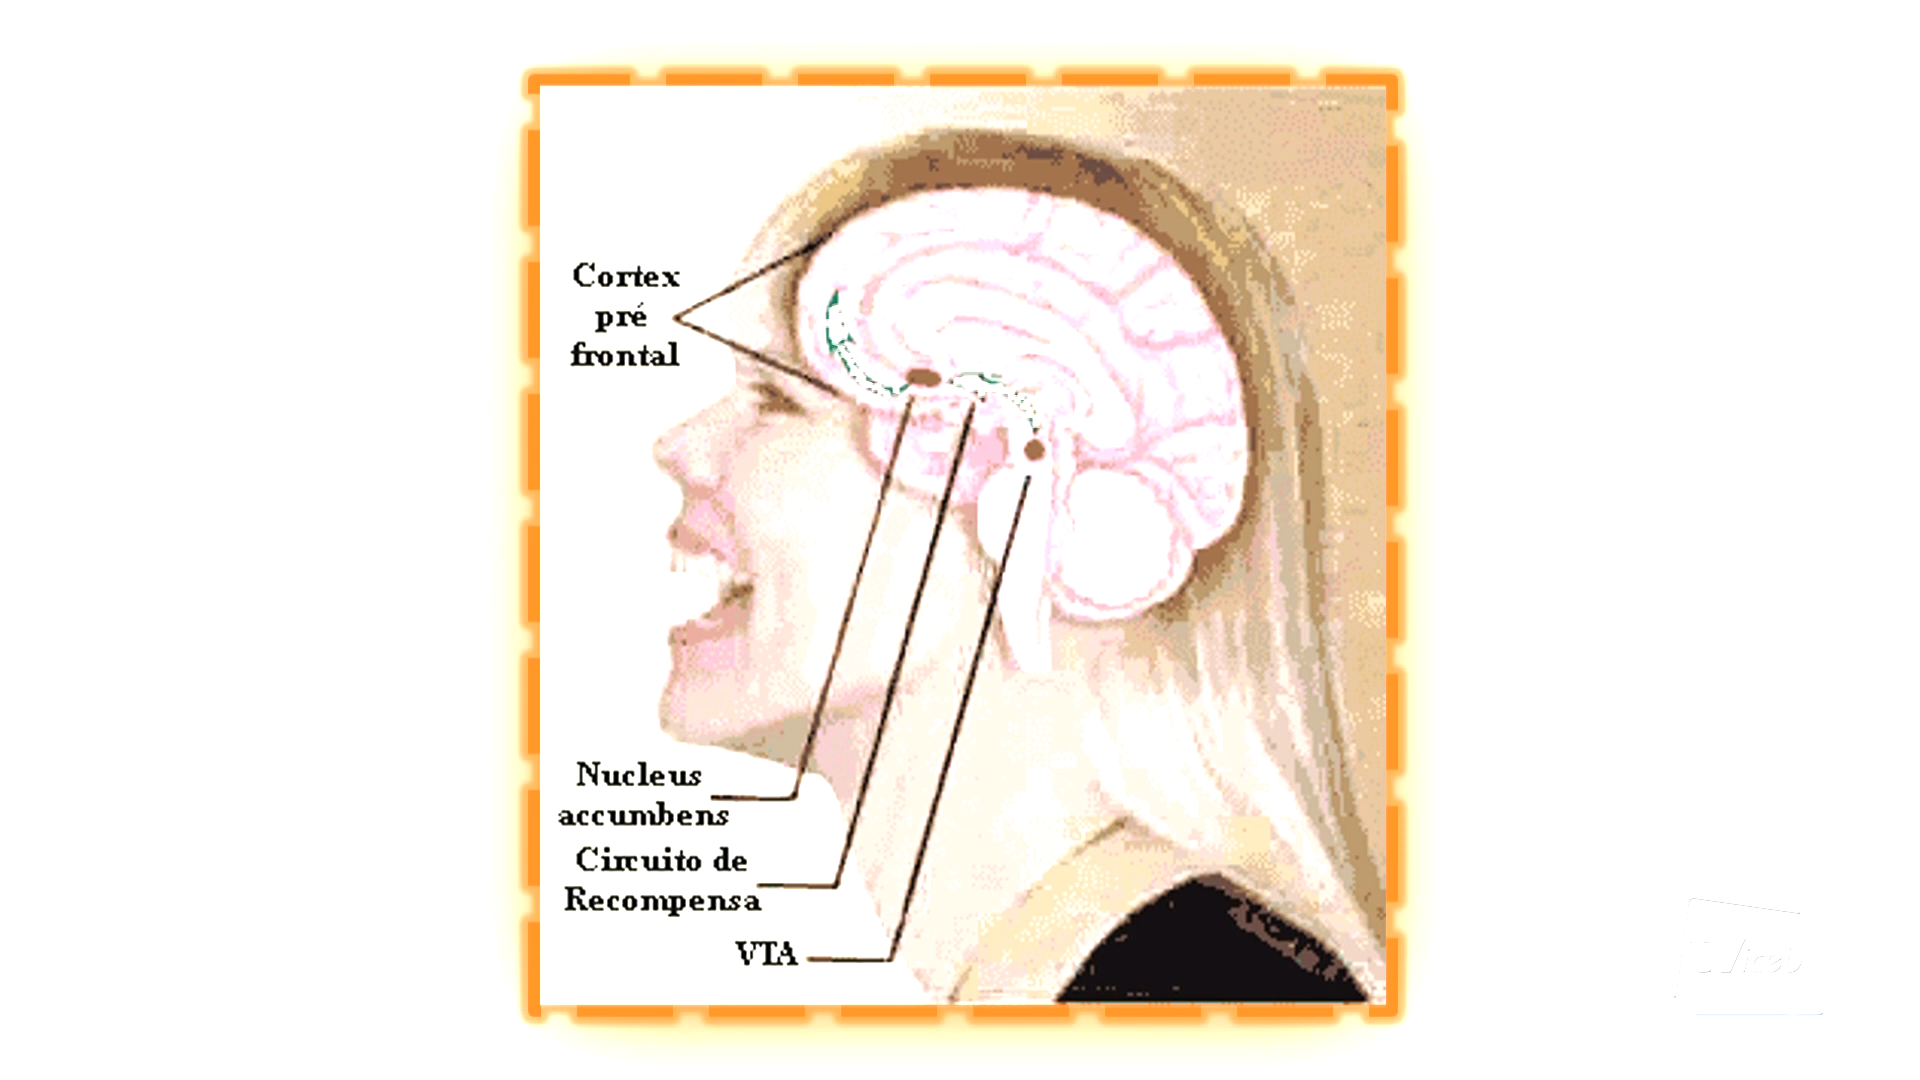 Cortex
pré
frontal
Nucleus
accumbens
Circuito de
Recompensa
VTA